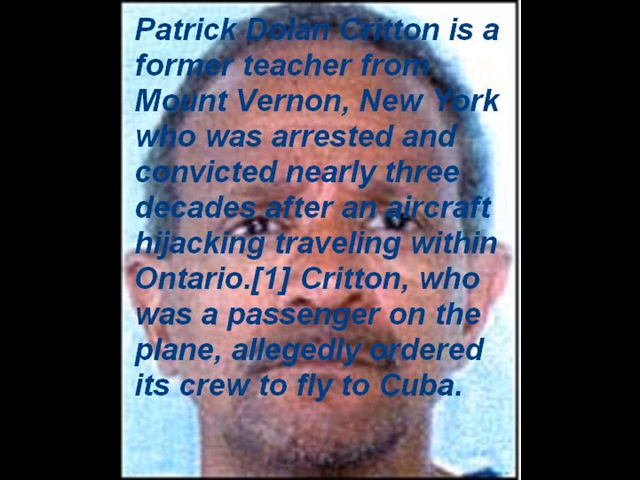 Patrick Dolan Critton is a
former teacher from
Mount Vernon, New York
who was arrested and
convicted nearly three
decades after an aircraft
hijacking traveling within
Ontario.[1] Critton, who
was a passenger on the
plane, allegedly ordered
its crew to fly to Cuba.